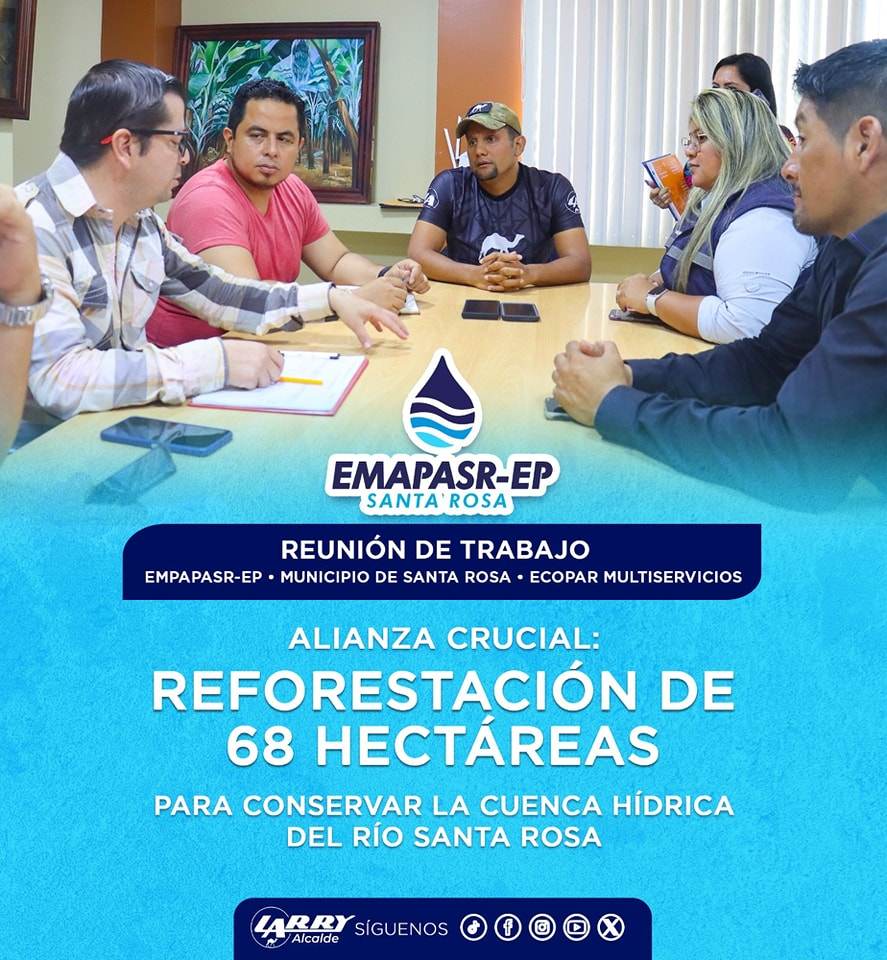 EMAPASR-EP
SANTA ROSA
REUNIÓN DE TRABAJO
EMPAPASR-EP • MUNICIPIO DE SANTA ROSA • ECOPAR MULTISERVICIOS
ALIANZA CRUCIAL:
REFORESTACIÓN DE
68 HECTÁREAS
PARA CONSERVAR LA CUENCA HÍDRICA
DEL RÍO SANTA ROSA
LARRY
Alcalde
SÍGUENOS